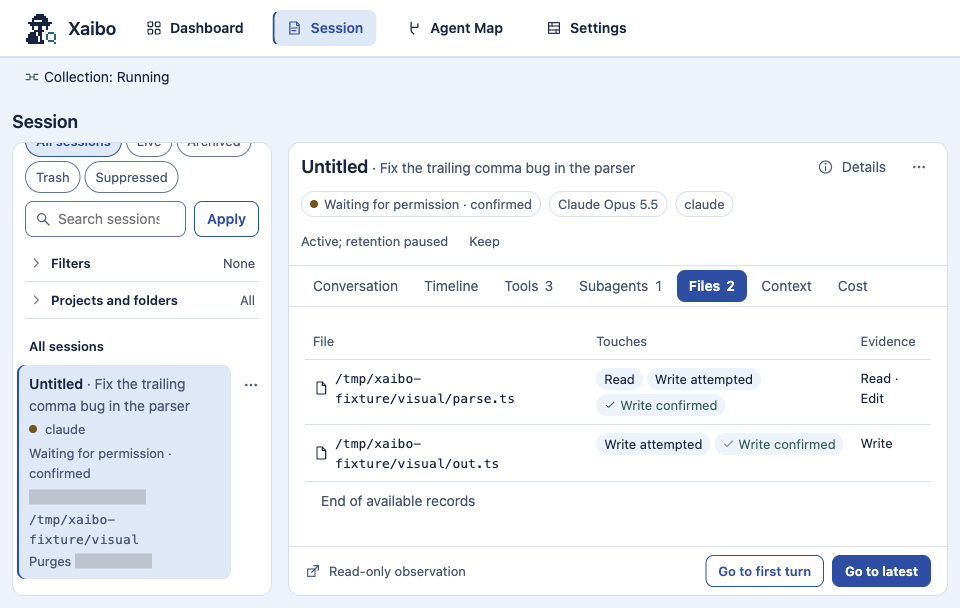 Xaibo
Dashboard
Session
Agent Map
Settings
Collection: Running
Session
All sessions
Live
Archived
Trash
Suppressed
Search sessions
Apply
Filters
None
Projects and folders
All
All sessions
Untitled · Fix the trailing
comma bug in the parser
claude
Waiting for permission ·
confirmed
/tmp/xaibo-
fixture/visual
Purges
Untitled · Fix the trailing comma bug in the parser
Details
Waiting for permission · confirmed
Claude Opus 5.5
claude
Active; retention paused
Keep
Conversation
Timeline
Tools 3
Subagents 1
Files 2
Context
Cost
File
Touches
Evidence
/tmp/xaibo-
fixture/visual/parse.ts
Read
Write attempted
Write confirmed
Read ·
Edit
/tmp/xaibo-
fixture/visual/out.ts
Write attempted
Write confirmed
Write
End of available records
Read-only observation
Go to first turn
Go to latest